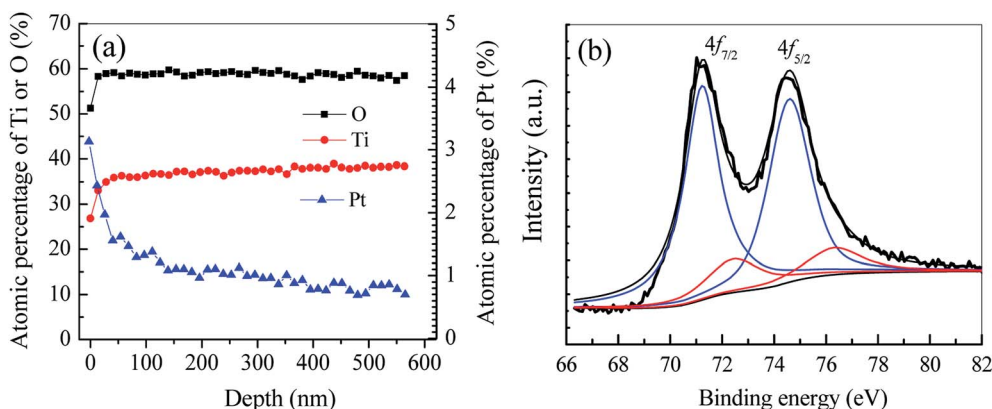 (a)
Atomic percentage of Ti or O (%)
70
60
50
40
30
20
10
0
O
Ti
Pt
5
4
3
2
1
0
Atomic percentage of Pt (%)
0 100 200 300 400 500 600
Depth (nm)
(b)
4f7/2
4f5/2
Intensity (a.u.)
66 68 70 72 74 76 78 80 82
Binding energy (eV)